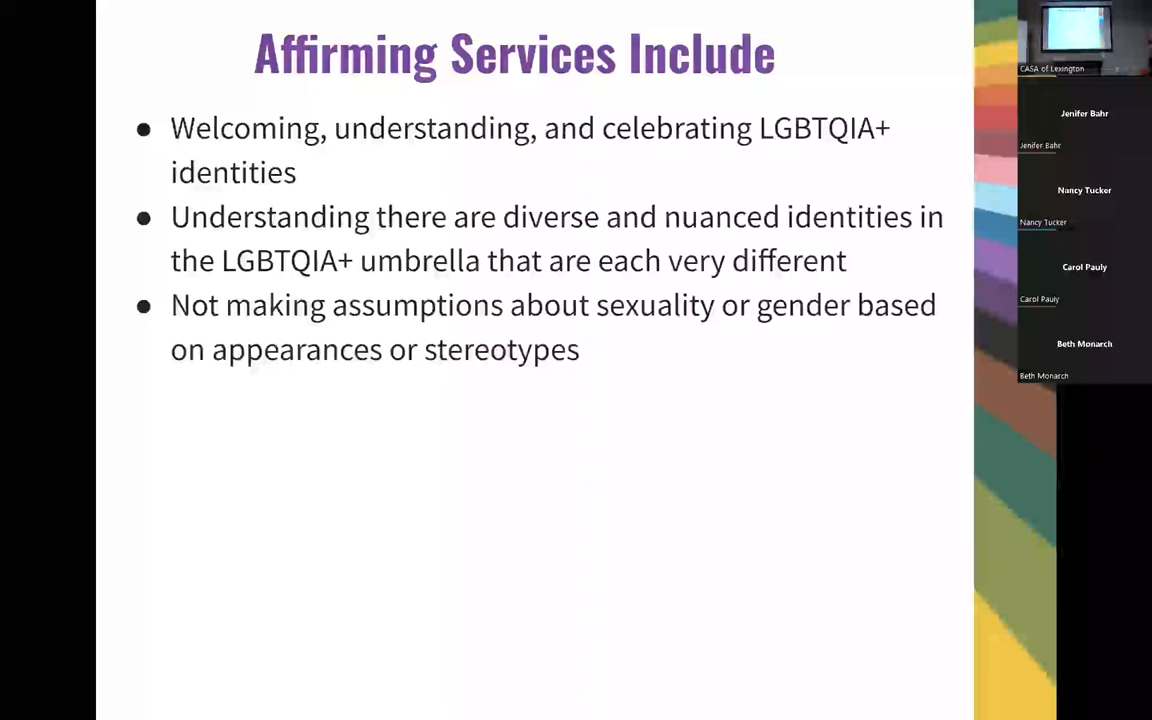 Affirming Services Include
● Welcoming, understanding, and celebrating LGBTQIA+
identities
● Understanding there are diverse and nuanced identities in
the LGBTQIA+ umbrella that are each very different
● Not making assumptions about sexuality or gender based
on appearances or stereotypes
CASA of Lexington
Jenifer Bahr
Jenifer Bahr
Nancy Tucker
Nancy Tucker
Carol Pauly
Carol Pauly
Beth Monarch
Beth Monarch